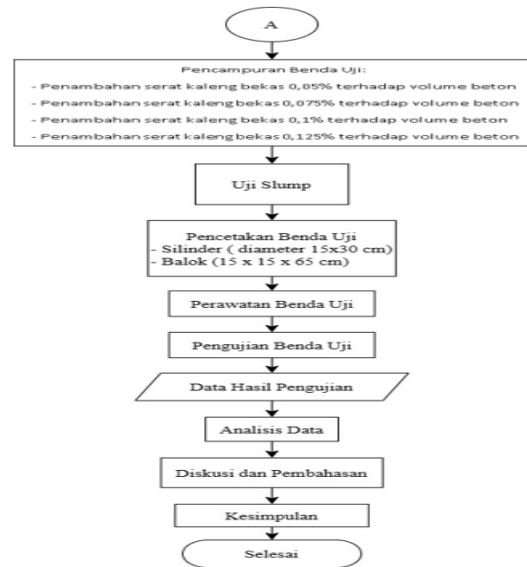 A
Pencampuran Benda Uji:
- Penambahan serat kaleng bekas 0,05% terhadap volume beton
- Penambahan serat kaleng bekas 0,075% terhadap volume beton
- Penambahan serat kaleng bekas 0,1% terhadap volume beton
- Penambahan serat kaleng bekas 0,125% terhadap volume beton
Uji Slump
Pencetakan Benda Uji
- Silinder ( diameter 15x30 cm)
- Balok (15 x 15 x 65 cm)
Perawatan Benda Uji
Pengujian Benda Uji
Data Hasil Pengujian
Analisis Data
Diskusi dan Pembahasan
Kesimpulan
Selesai